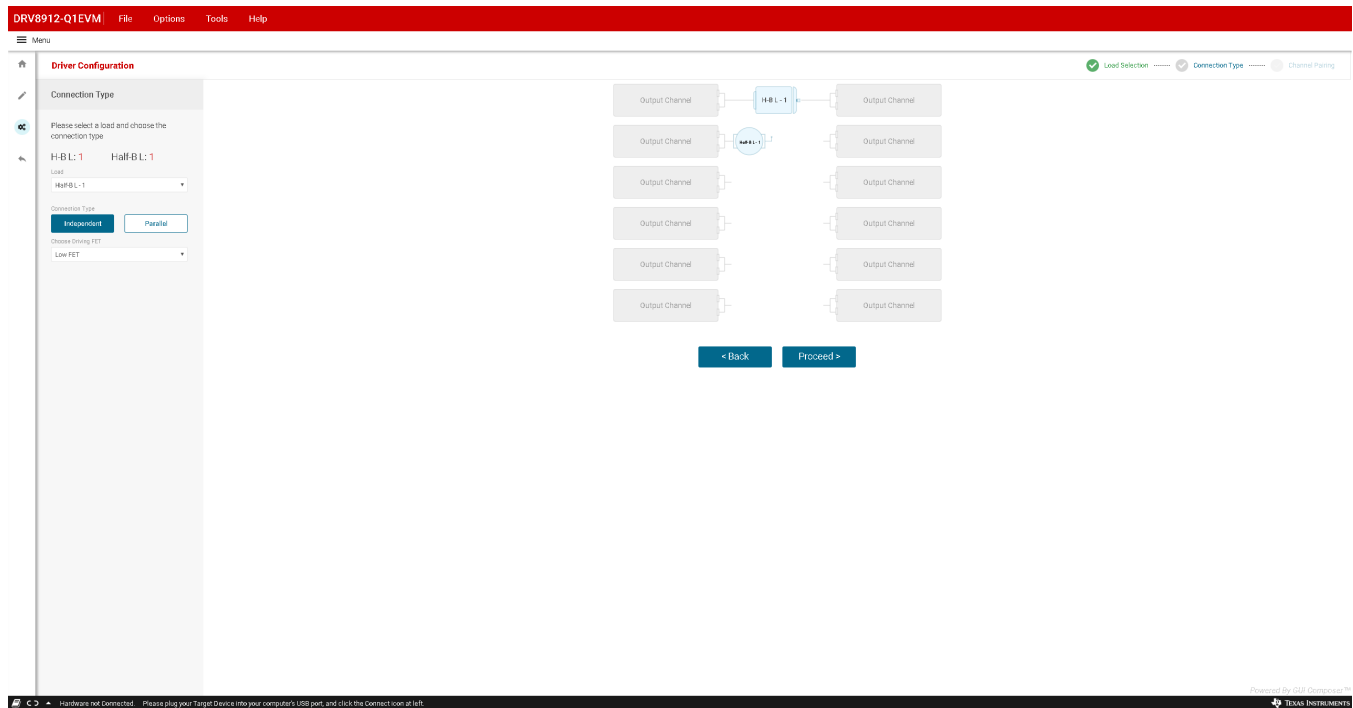 DRV8912-Q1EVM File Options Tools Help
Menu
Driver Configuration
Load Selection Connection Type Channel Pairing
Connection Type
Please select a load and choose the
connection type
H-B L: 1 Half-B L: 1
Load
Half-B L - 1
Connection Type
Independent Parallel
Choose Driving FET
Low FET
Output Channel H-B L - 1 Output Channel
Output Channel Half-B L - 1 Output Channel
Output Channel Output Channel
Output Channel Output Channel
Output Channel Output Channel
Output Channel Output Channel
< Back Proceed >
Powered By GUI Composer™
Hardware not Connected. Please plug your Target Device into your computer's USB port, and click the Connect icon at left.
TEXAS INSTRUMENTS